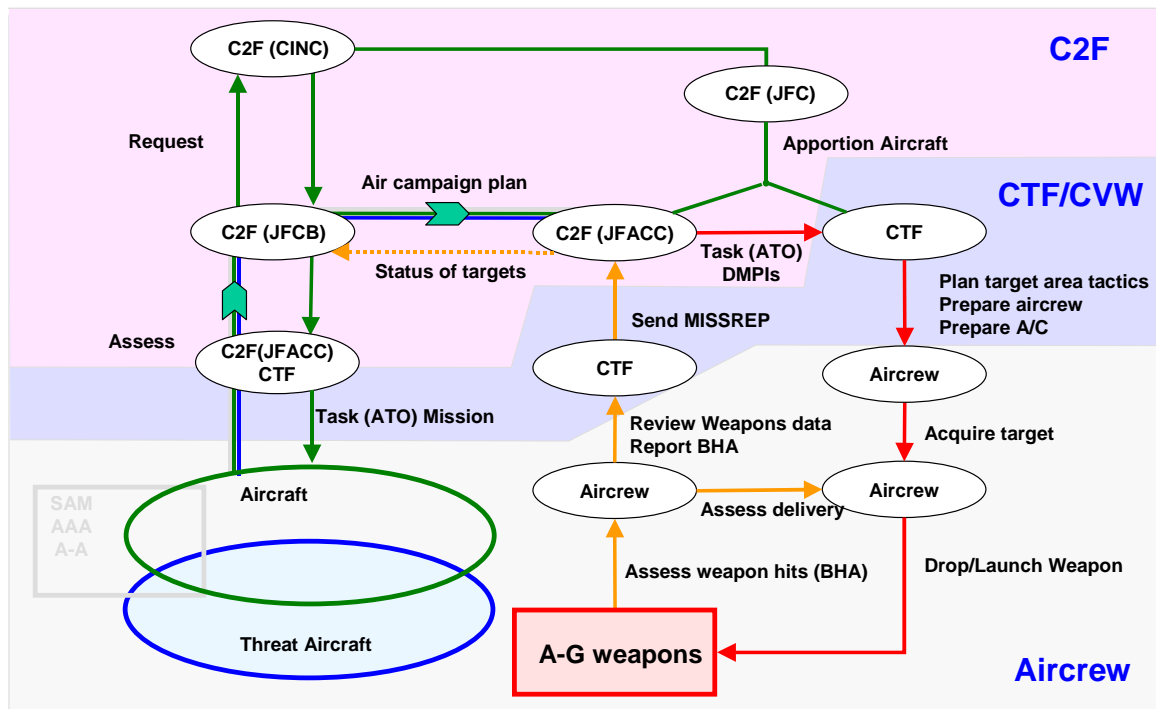 C2F (CINC)
C2F
C2F (JFC)
Request
Apportion Aircraft
Air campaign plan
CTF/CVW
C2F (JFCB)
C2F (JFACC)
CTF
Task (ATO)
DMPIs
Status of targets
Plan target area tactics
Prepare aircrew
Prepare A/C
Send MISSREP
Assess
C2F(JFACC)
CTF
CTF
Aircrew
Task (ATO) Mission
Review Weapons data
Report BHA
Acquire target
Aircraft
Aircrew
Aircrew
SAM
AAA
A-A
Assess delivery
Assess weapon hits (BHA)
Drop/Launch Weapon
Threat Aircraft
A-G weapons
Aircrew